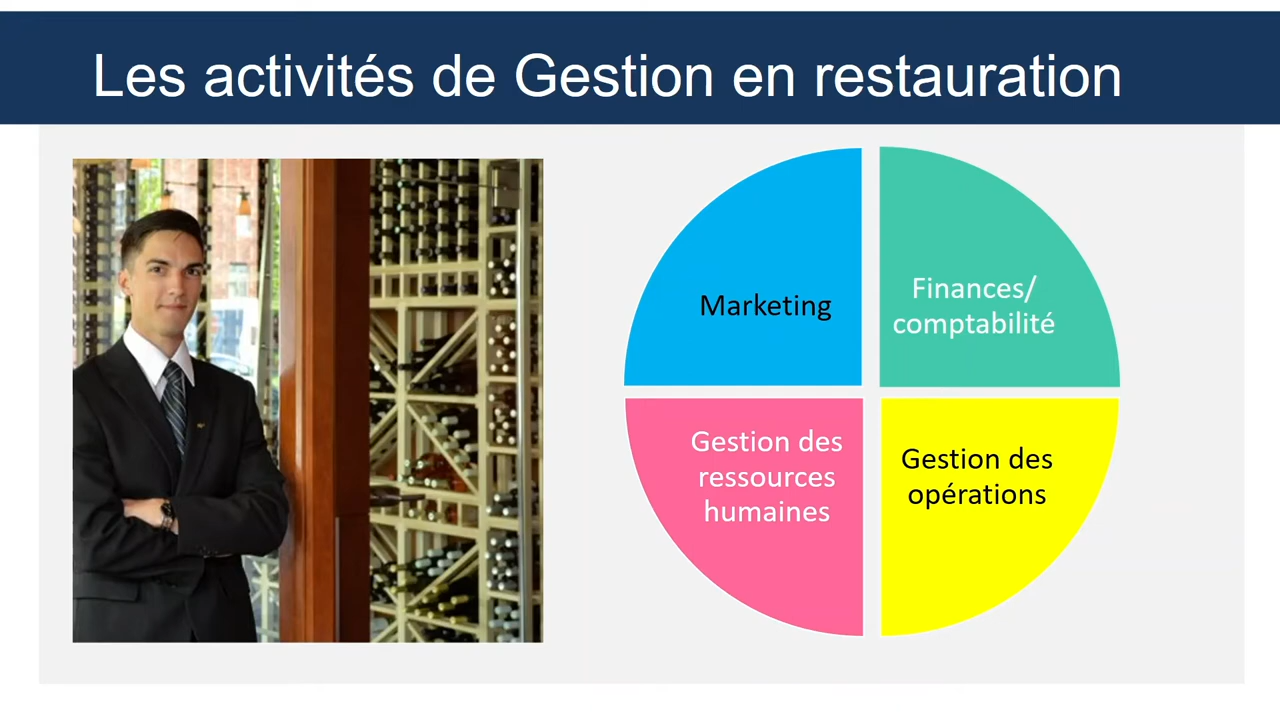 Les activités de Gestion en restauration
Marketing
Finances/
comptabilité
Gestion des
ressources
humaines
Gestion des
opérations